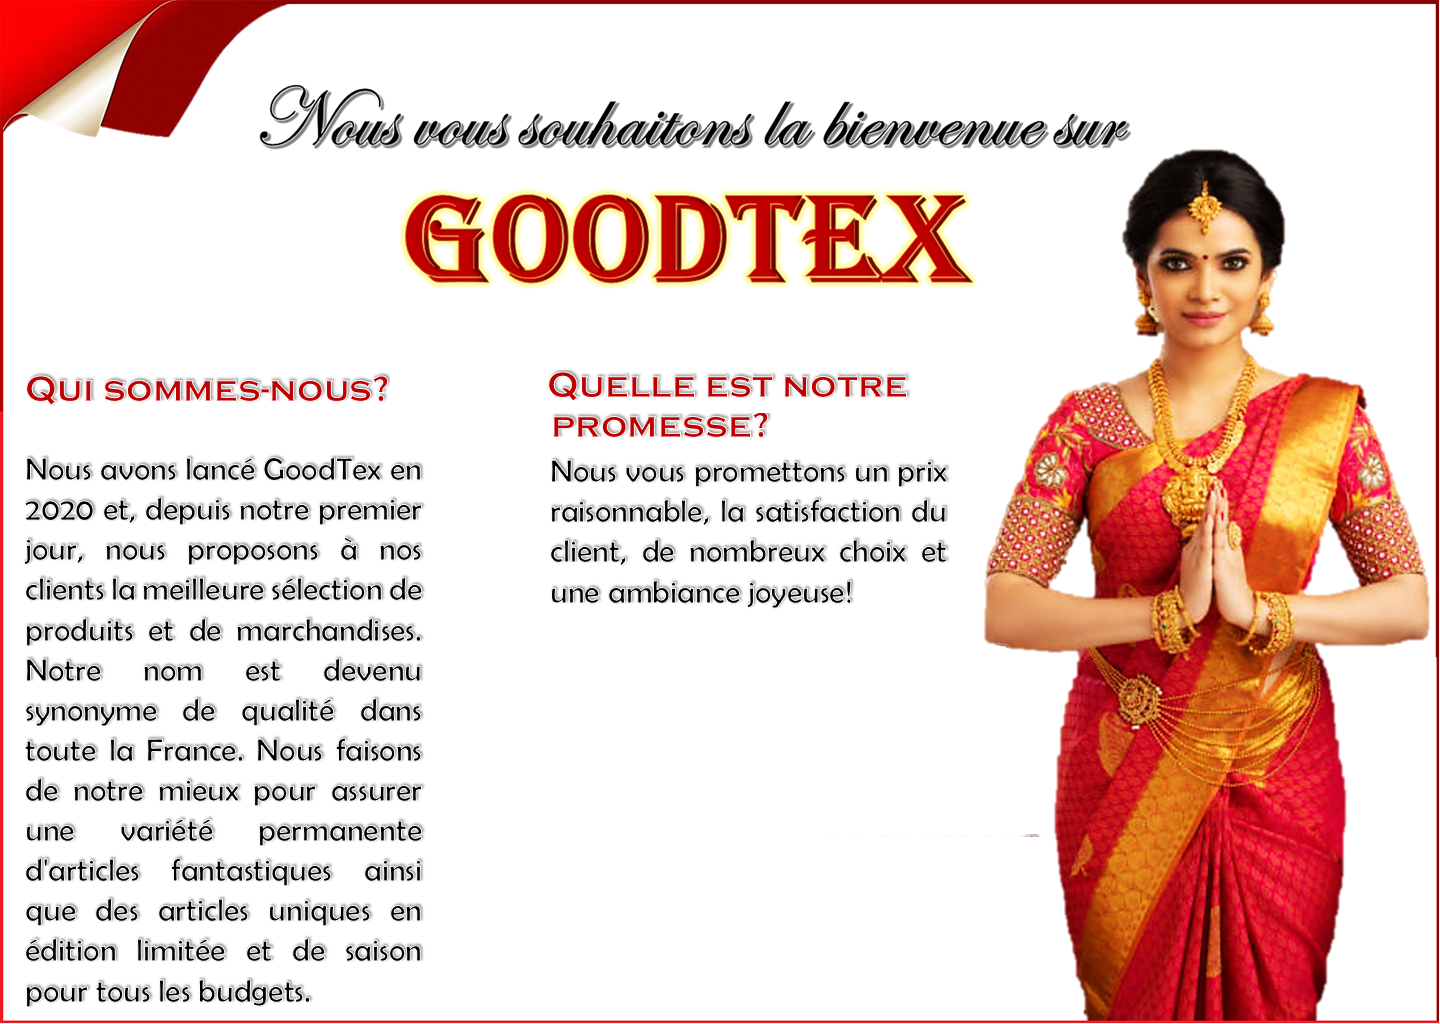 Nous vous souhaitons la bienvenue sur
GOODTEX
Qui sommes-nous?
Nous avons lancé GoodTex en
2020 et, depuis notre premier
jour, nous proposons à nos
clients la meilleure sélection de
produits et de marchandises.
Notre nom est devenu
synonyme de qualité dans
toute la France. Nous faisons
de notre mieux pour assurer
une variété permanente
d'articles fantastiques ainsi
que des articles uniques en
édition limitée et de saison
pour tous les budgets.
Quelle est notre
promesse?
Nous vous promettons un prix
raisonnable, la satisfaction du
client, de nombreux choix et
une ambiance joyeuse!